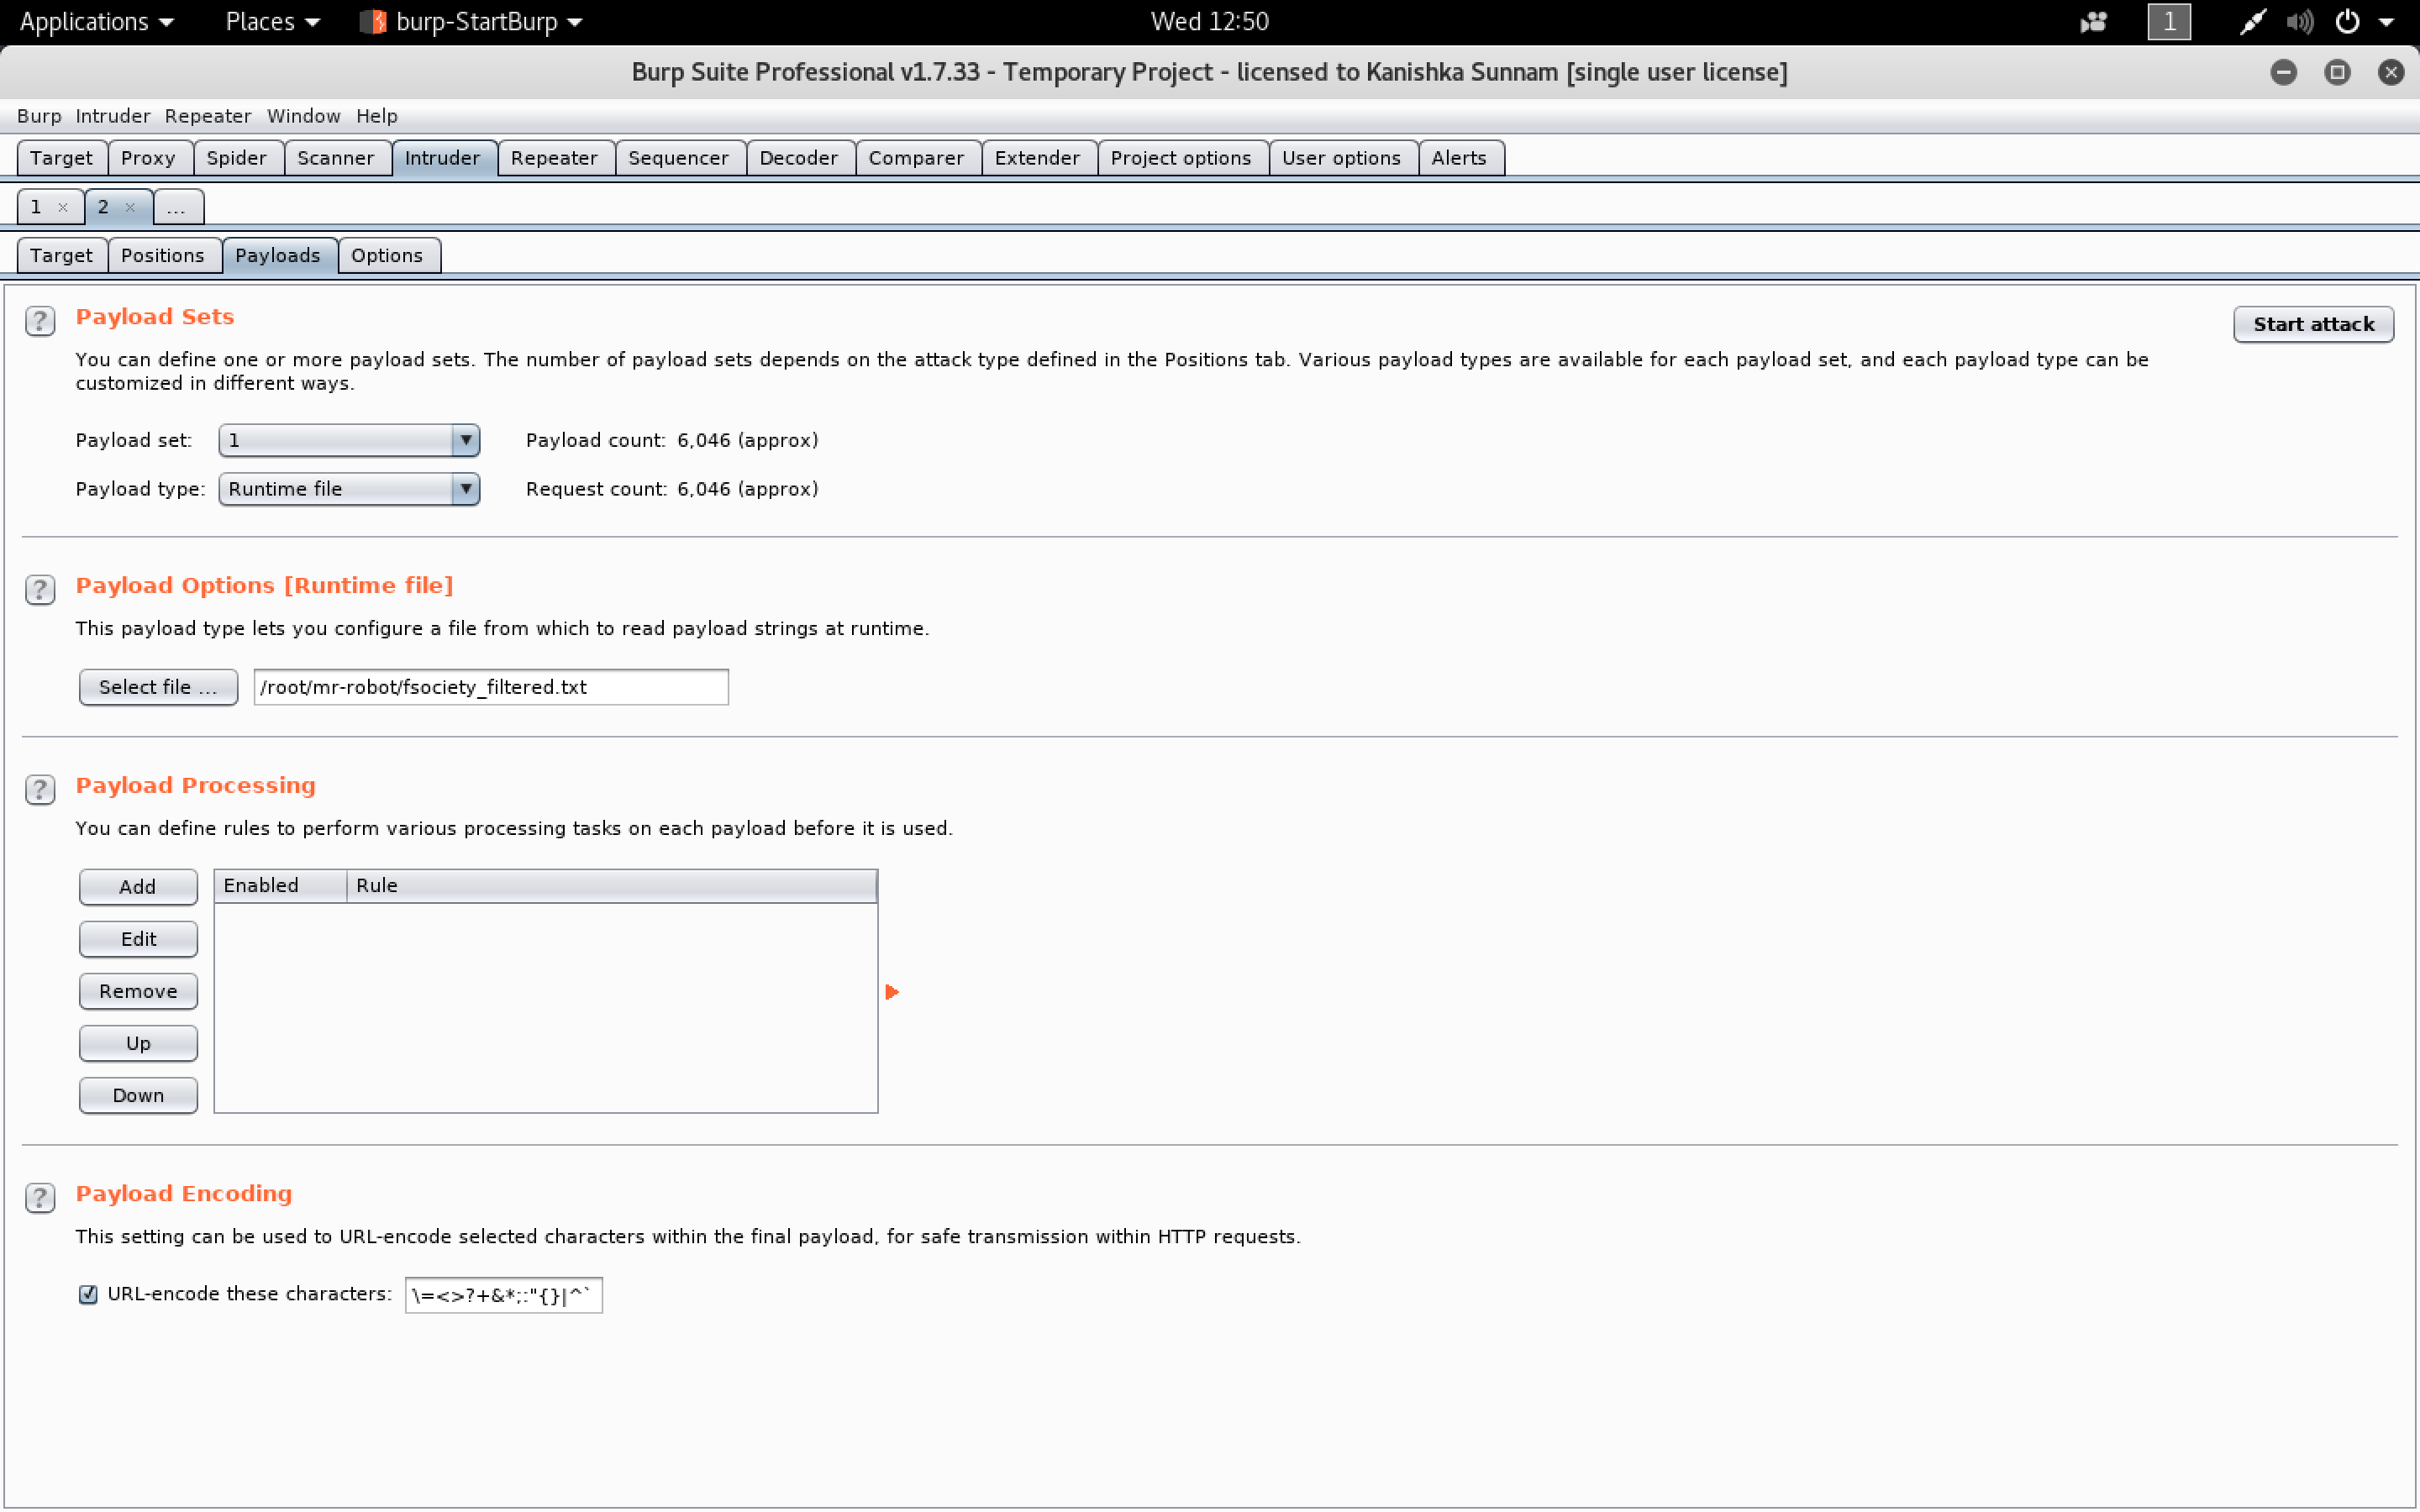 Applications Places burp-StartBurp Wed 12:50 1
Burp Suite Professional v1.7.33 - Temporary Project - licensed to Kanishka Sunnam [single user license]
Burp Intruder Repeater Window Help
Target Proxy Spider Scanner Intruder Repeater Sequencer Decoder Comparer Extender Project options User options Alerts
1 × 2 × ...
Target Positions Payloads Options
? Payload Sets Start attack
You can define one or more payload sets. The number of payload sets depends on the attack type defined in the Positions tab. Various payload types are available for each payload set, and each payload type can be
customized in different ways.
Payload set: 1 Payload count: 6,046 (approx)
Payload type: Runtime file Request count: 6,046 (approx)
? Payload Options [Runtime file]
This payload type lets you configure a file from which to read payload strings at runtime.
Select file ... /root/mr-robot/fsociety_filtered.txt
? Payload Processing
You can define rules to perform various processing tasks on each payload before it is used.
Add Enabled Rule
Edit
Remove
Up
Down
? Payload Encoding
This setting can be used to URL-encode selected characters within the final payload, for safe transmission within HTTP requests.
URL-encode these characters: \=<>?+&*;:"{}|^`